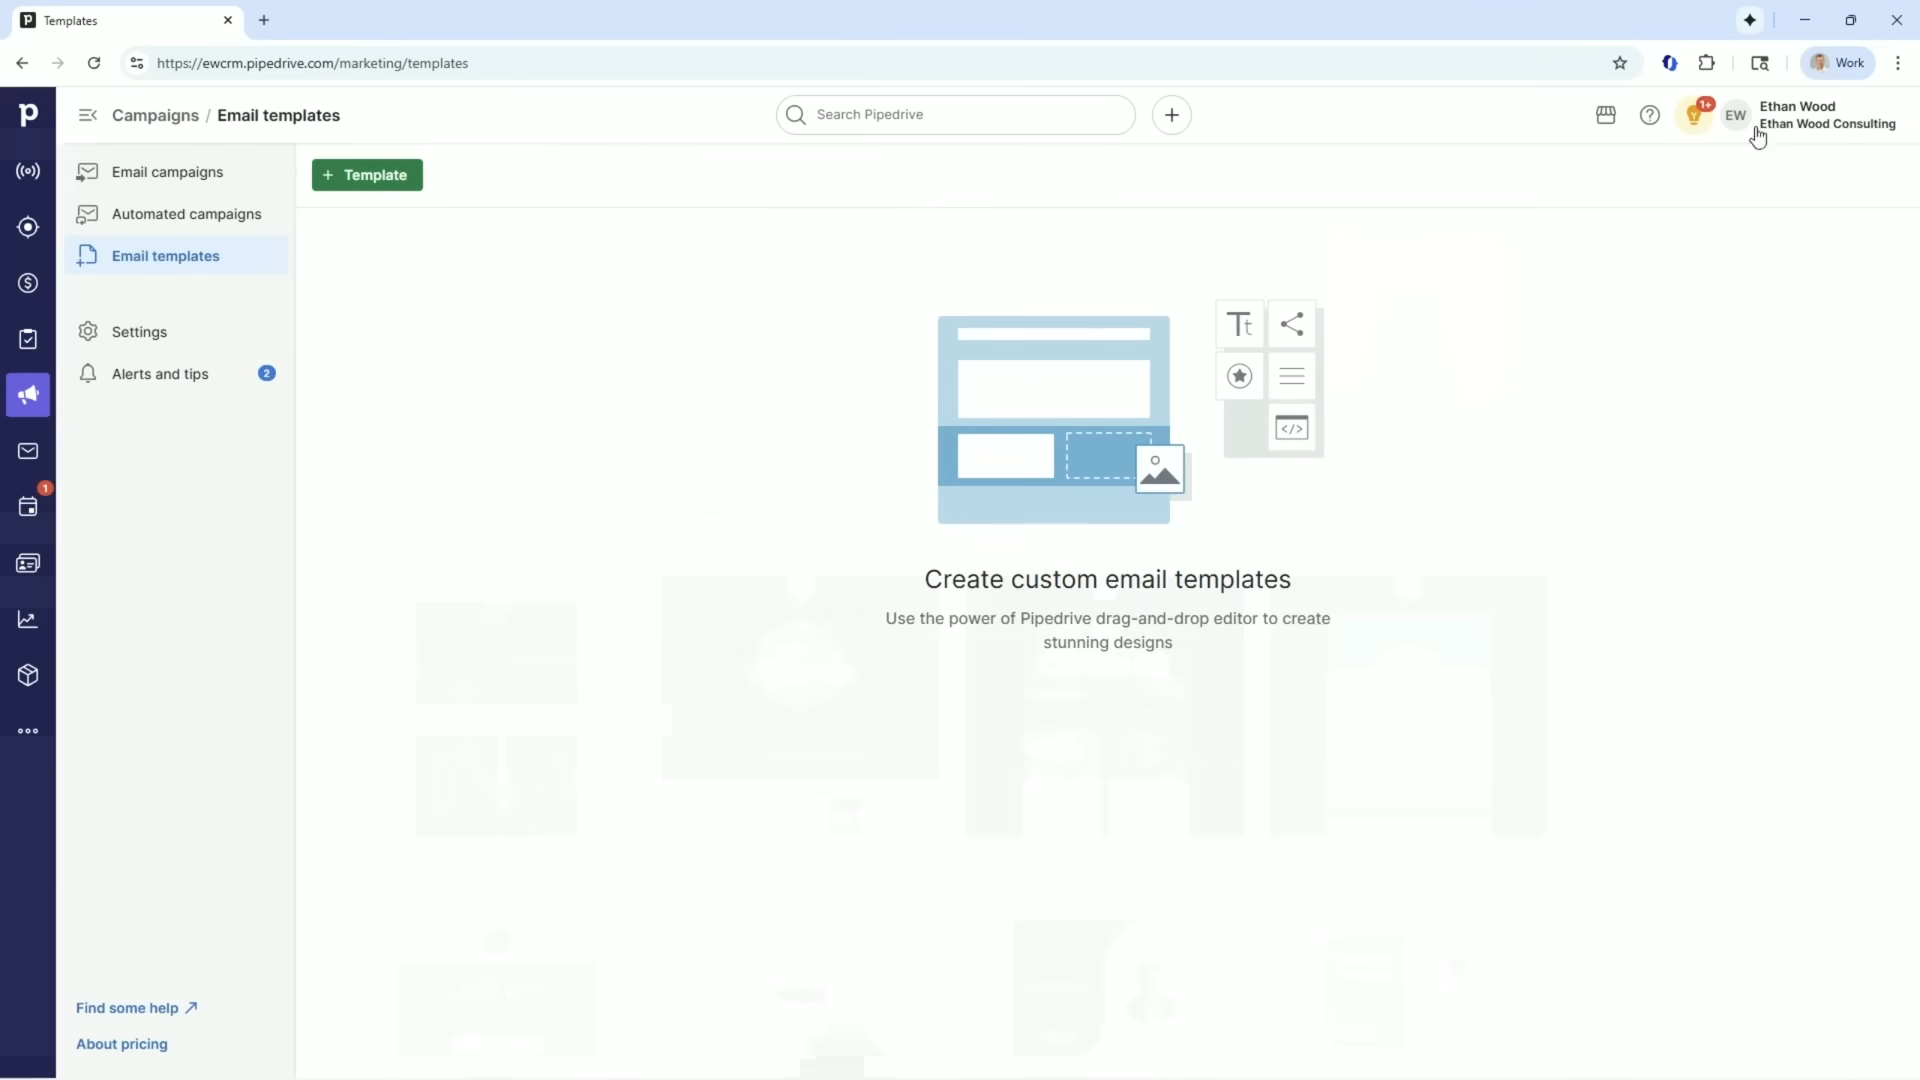 Templates
https://ewcrm.pipedrive.com/marketing/templates
Work
Campaigns / Email templates
Search Pipedrive
1+
EW
Ethan Wood
Ethan Wood Consulting
Email campaigns
Automated campaigns
Email templates
Settings
Alerts and tips
2
+ Template
1
Tt
</>
Create custom email templates
Use the power of Pipedrive drag-and-drop editor to create
stunning designs
Find some help
About pricing